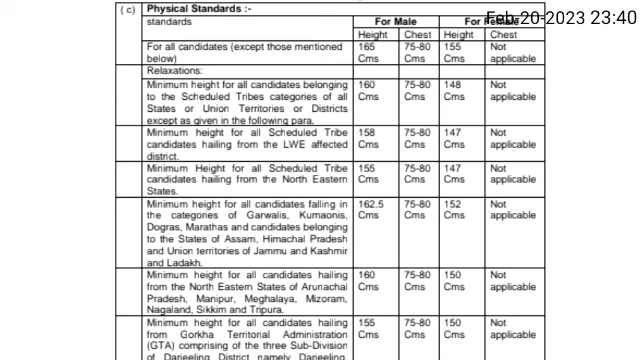 (c) Physical Standards :-
standards For Male For Female
Height Chest Height Chest
Feb-20-2023 23:40
For all candidates (except those mentioned below) 165 Cms 75-80 Cms 155 Cms Not applicable
Relaxations:
Minimum height for all candidates belonging to the Scheduled Tribes categories of all States or Union Territories or Districts except as given in the following para. 160 Cms 75-80 Cms 148 Cms Not applicable
Minimum height for all Scheduled Tribe candidates hailing from the LWE affected district. 158 Cms 75-80 Cms 147 Cms Not applicable
Minimum Height for all Scheduled Tribe candidates hailing from the North Eastern States. 155 Cms 75-80 Cms 147 Cms Not applicable
Minimum height for all candidates falling in the categories of Garwalis, Kumaonis, Dogras, Marathas and candidates belonging to the States of Assam, Himachal Pradesh and Union territories of Jammu and Kashmir and Ladakh. 162.5 Cms 75-80 Cms 152 Cms Not applicable
Minimum height for all candidates hailing from the North Eastern States of Arunachal Pradesh, Manipur, Meghalaya, Mizoram, Nagaland, Sikkim and Tripura. 160 Cms 75-80 Cms 150 Cms Not applicable
Minimum height for all candidates hailing from Gorkha Territorial Administration (GTA) comprising of the three Sub-Division of Darjeeling District namely Darjeeling, 155 Cms 75-80 Cms 150 Cms Not applicable